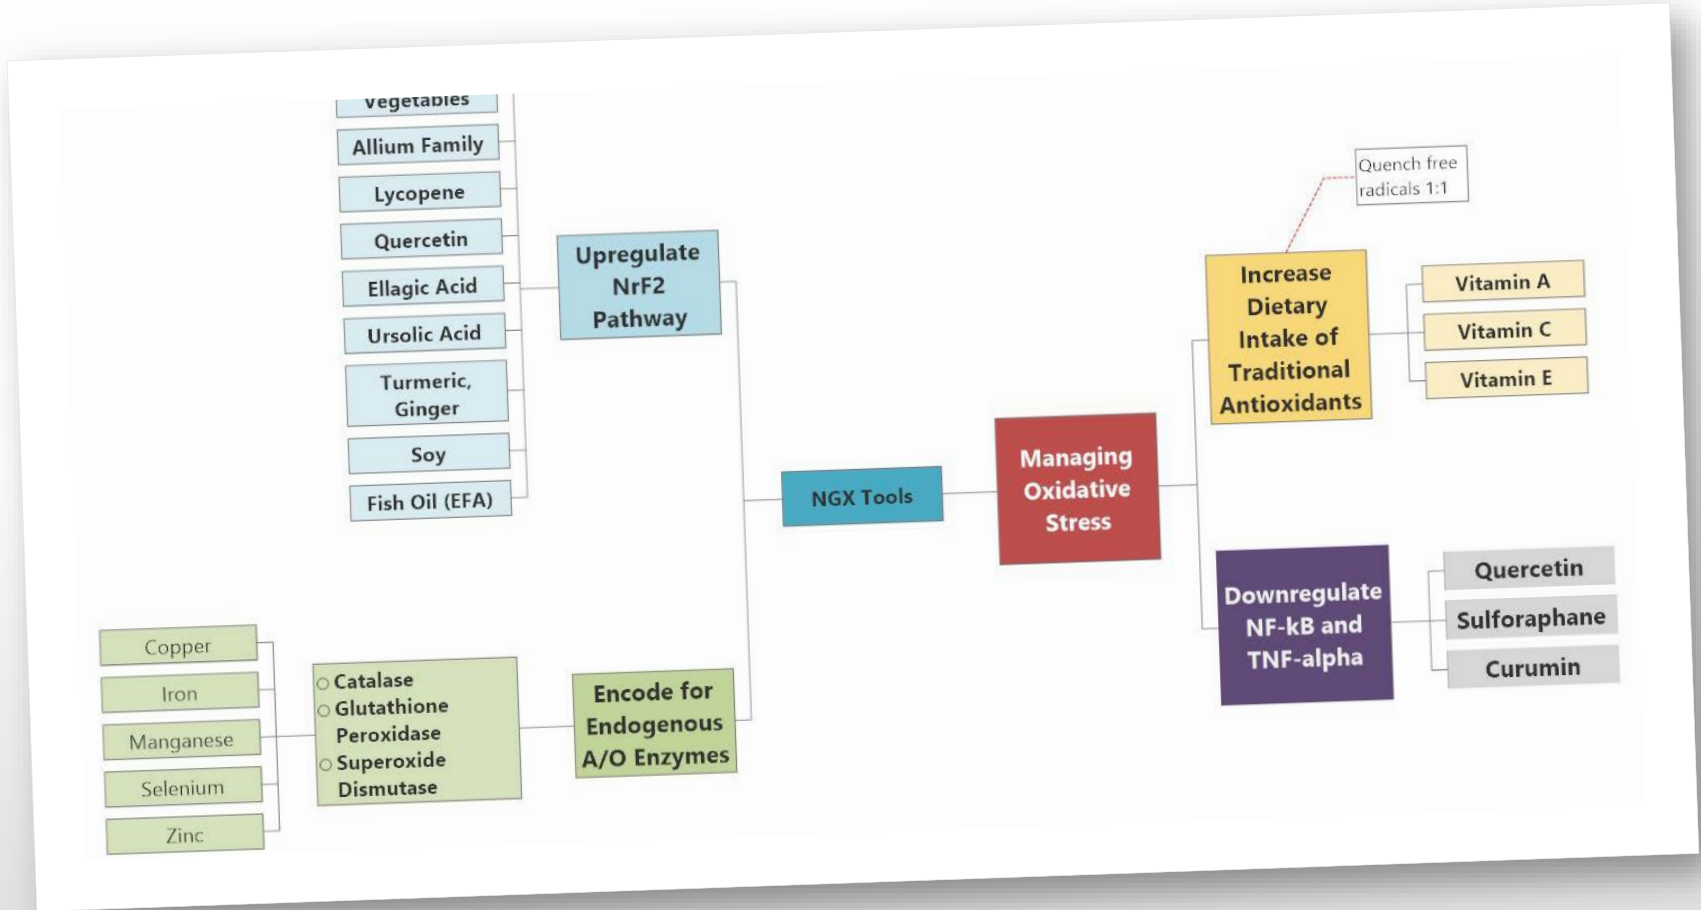 Vegetables
Allium Family
Lycopene
Quercetin
Ellagic Acid
Ursolic Acid
Turmeric,
Ginger
Soy
Fish Oil (EFA)
Upregulate
NrF2
Pathway
Copper
Iron
Manganese
Selenium
Zinc
Catalase
Glutathione
Peroxidase
Superoxide
Dismutase
Encode for
Endogenous
A/O Enzymes
NGX Tools
Managing
Oxidative
Stress
Quench free
radicals 1:1
Increase
Dietary
Intake of
Traditional
Antioxidants
Vitamin A
Vitamin C
Vitamin E
Downregulate
NF-kB and
TNF-alpha
Quercetin
Sulforaphane
Curumin